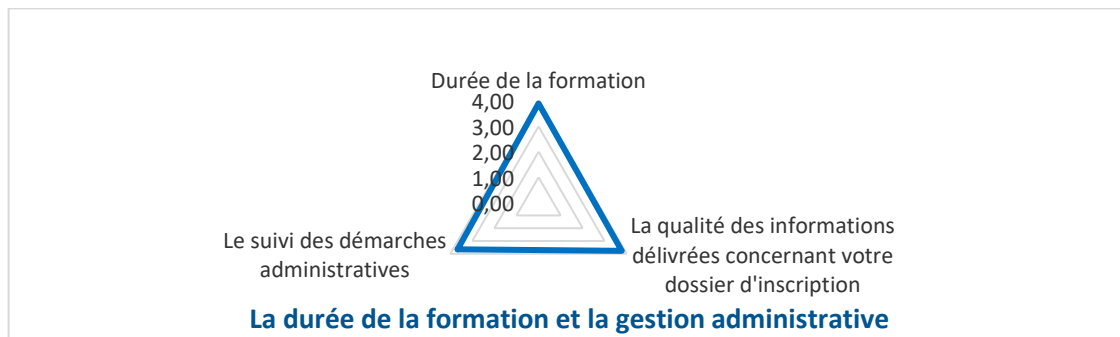 Durée de la formation
4,00
3,00
2,00
1,00
0,00
Le suivi des démarches
administratives
La qualité des informations
délivrées concernant votre
dossier d'inscription
La durée de la formation et la gestion administrative